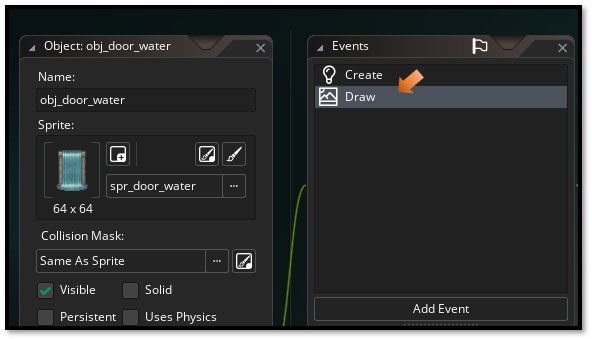 Object: obj_door_water
Name:
obj_door_water
Sprite:
spr_door_water
...
64 x 64
Collision Mask:
Same As Sprite
...
Visible
Solid
Persistent
Uses Physics
Events
Create
Draw
Add Event